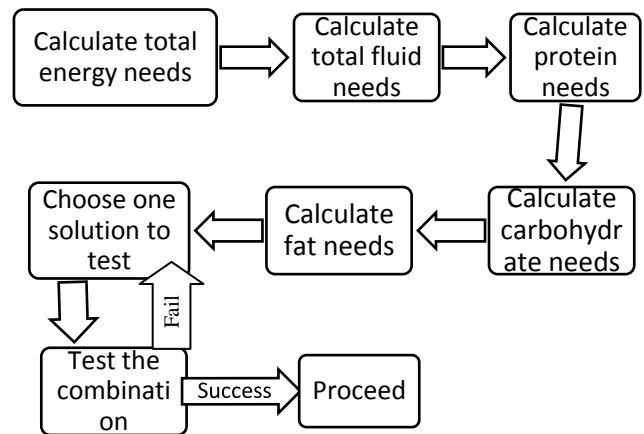 Calculate total
energy needs
Calculate
total fluid
needs
Calculate
protein
needs
Calculate
carbohydr
ate needs
Calculate
fat needs
Choose one
solution to
test
Fail
Test the
combinati
on
Success
Proceed